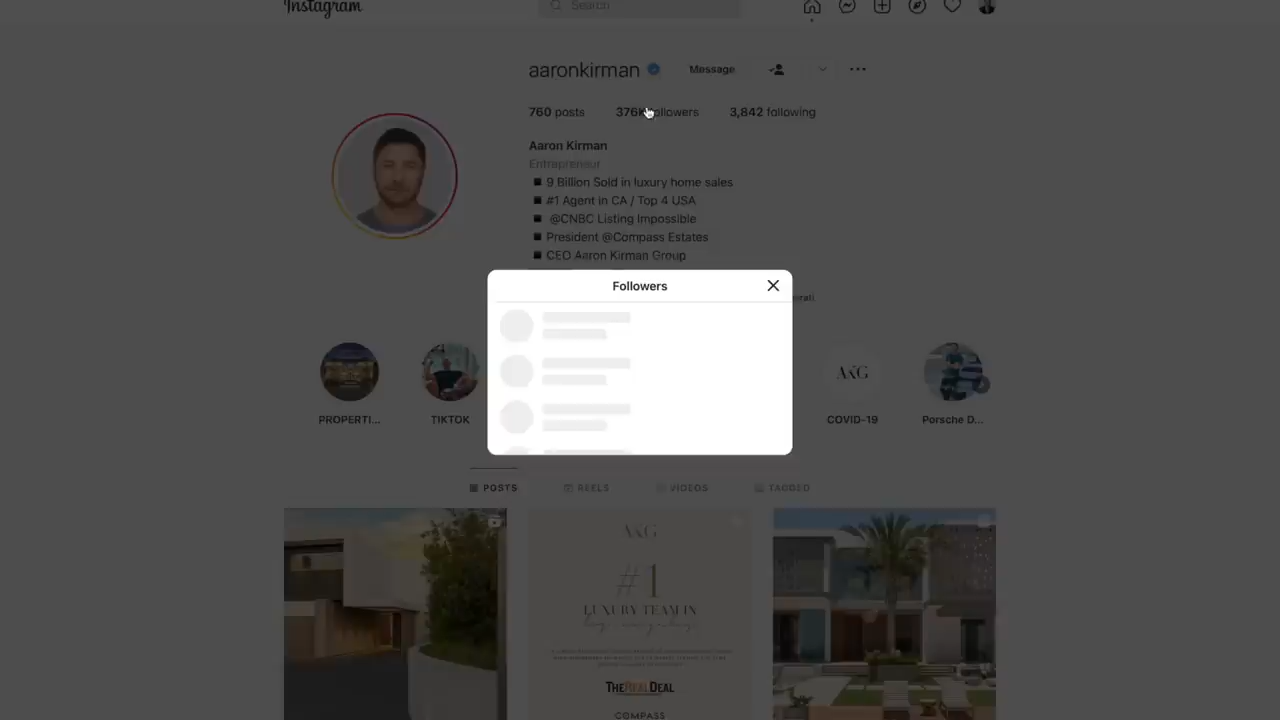 Instagram
Search
aaronkirman
Message
760 posts
376K followers
3,842 following
Aaron Kirman
Entrepreneur
9 Billion Sold in luxury home sales
#1 Agent in CA / Top 4 USA
@CNBC Listing Impossible
President @Compass Estates
CEO Aaron Kirman Group
Followers
PROPERTI...
TIKTOK
COVID-19
Porsche D...
POSTS
REELS
VIDEOS
TAGGED
AKG
#1
LUXURY TEAM IN
THE REAL DEAL
COMPASS